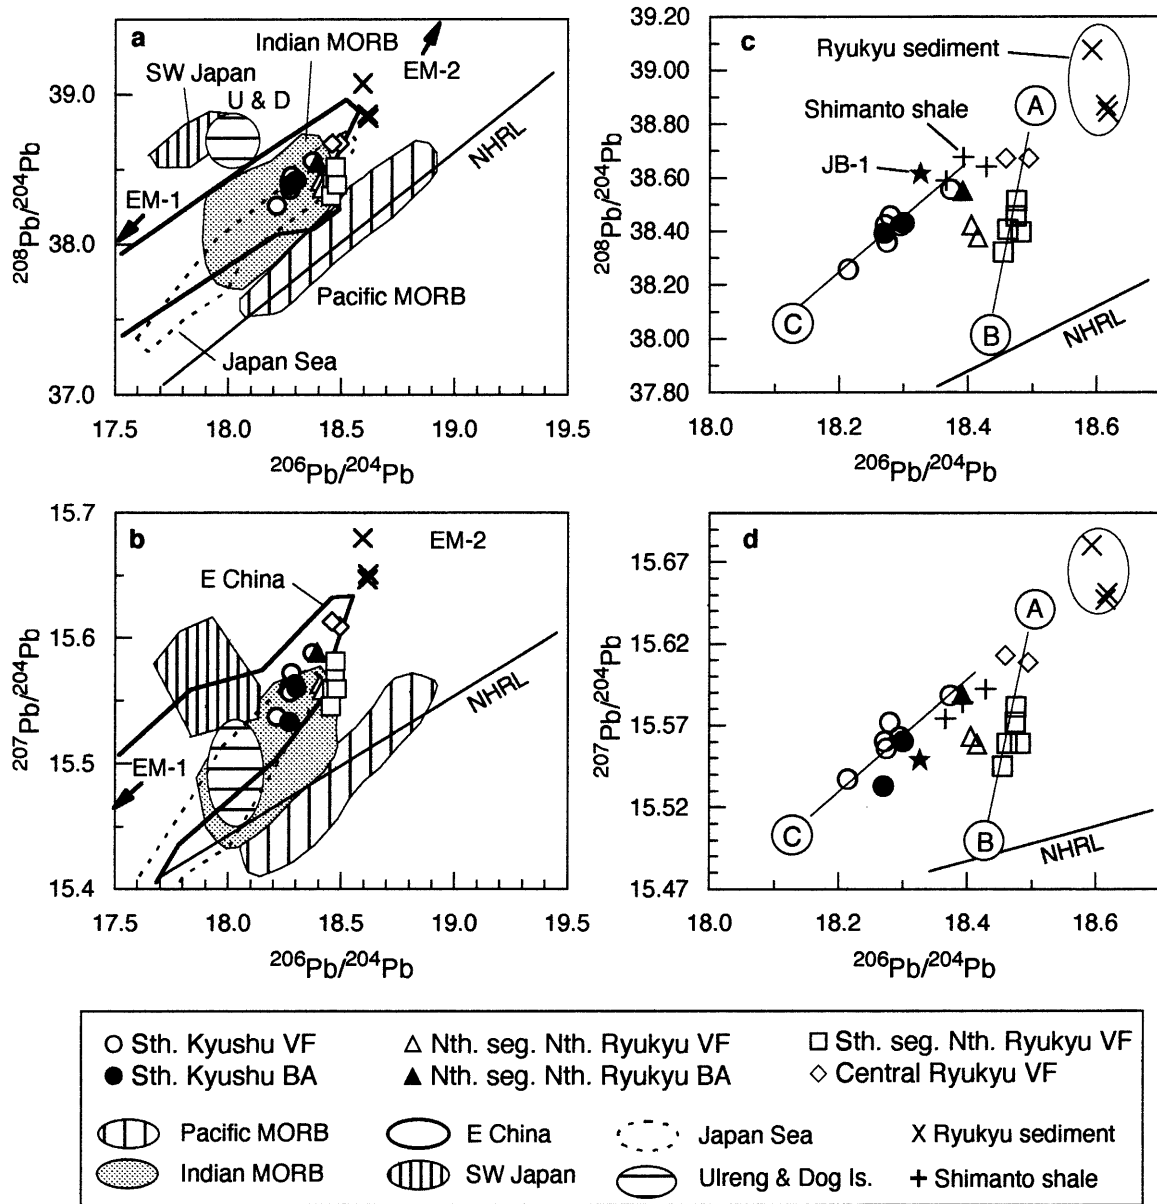 a
Indian MORB
EM-2
SW Japan
U & D
39.0
NHRL
EM-1
38.0
Pacific MORB
Japan Sea
37.0
17.5 18.0 18.5 19.0 19.5
206Pb/204Pb
208Pb/204Pb
c
39.20
Ryukyu sediment
39.00
A
38.80
Shimanto shale
JB-1
38.60
38.40
38.20
C
B
38.00
NHRL
37.80
18.0 18.2 18.4 18.6
206Pb/204Pb
208Pb/204Pb
b
15.7
EM-2
E China
15.6
NHRL
15.5
EM-1
15.4
17.5 18.0 18.5 19.0 19.5
206Pb/204Pb
207Pb/204Pb
d
15.67
A
15.62
15.57
15.52
C
B
NHRL
15.47
18.0 18.2 18.4 18.6
206Pb/204Pb
207Pb/204Pb
Sth. Kyushu VF Nth. seg. Nth. Ryukyu VF Sth. seg. Nth. Ryukyu VF
Sth. Kyushu BA Nth. seg. Nth. Ryukyu BA Central Ryukyu VF
Pacific MORB E China Japan Sea Ryukyu sediment
Indian MORB SW Japan Ulreng & Dog Is. Shimanto shale